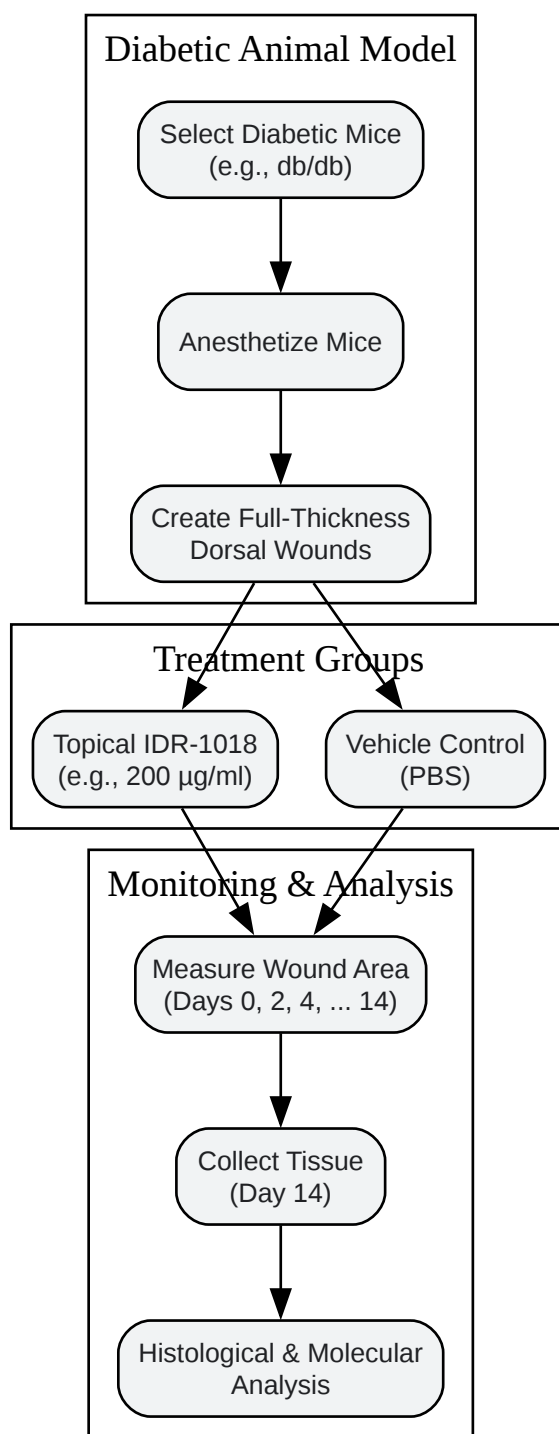 Diabetic Animal Model
Select Diabetic Mice
(e.g., db/db)
Anesthetize Mice
Create Full-Thickness
Dorsal Wounds
Treatment Groups
Topical IDR-1018
(e.g., 200 µg/ml)
Vehicle Control
(PBS)
Monitoring & Analysis
Measure Wound Area
(Days 0, 2, 4, ... 14)
Collect Tissue
(Day 14)
Histological & Molecular
Analysis